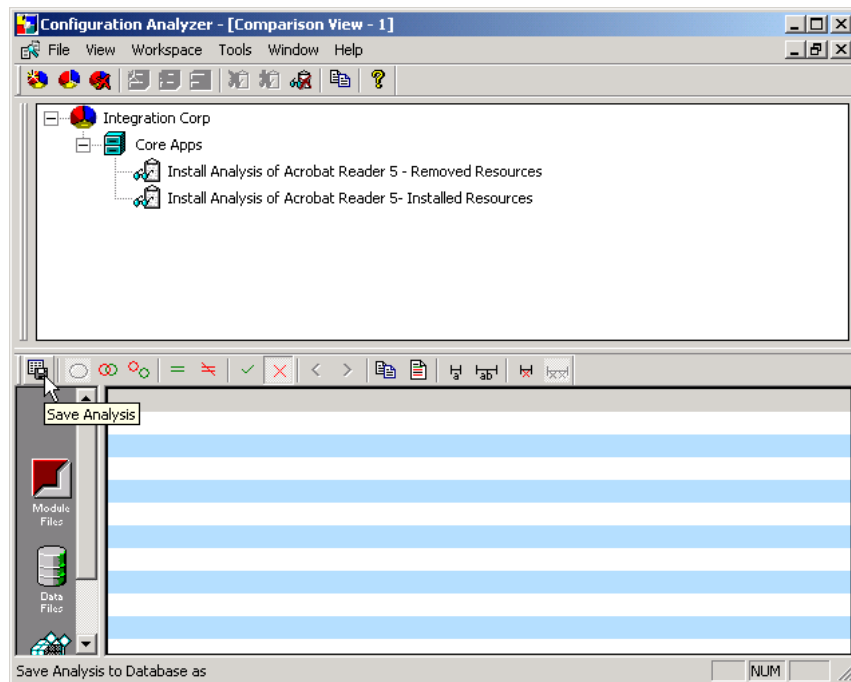 Configuration Analyzer - [Comparison View - 1]
File View Workspace Tools Window Help
Integration Corp
Core Apps
Install Analysis of Acrobat Reader 5 - Removed Resources
Install Analysis of Acrobat Reader 5- Installed Resources
a ab
Save Analysis
Module
Files
Data
Files
Save Analysis to Database as
NUM